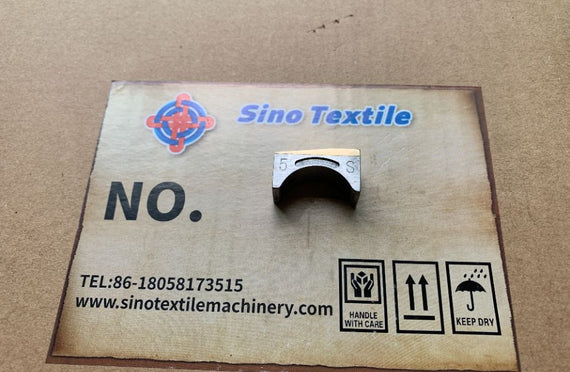 Sino Textile
5 S
NO.
TEL:86-18058173515
www.sinotextilemachinery.com
HANDLE
WITH CARE
KEEP DRY